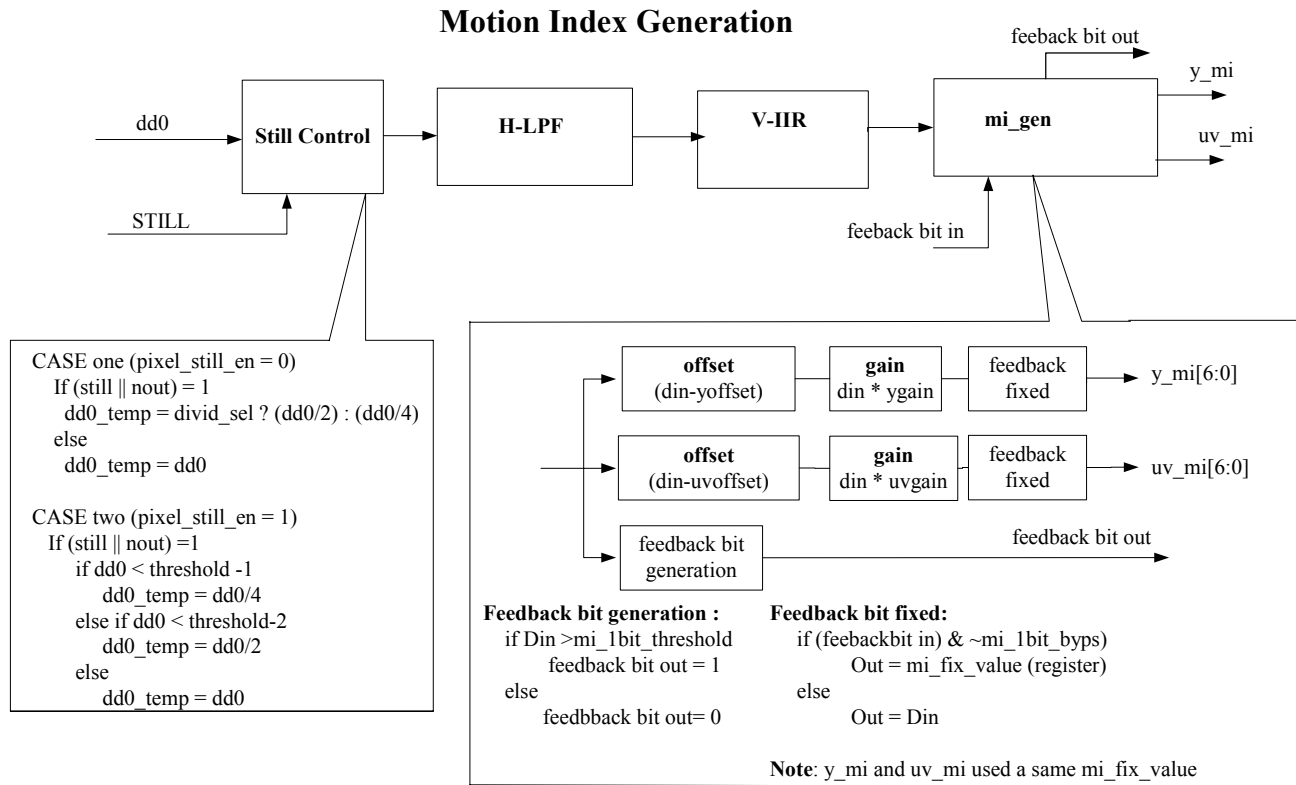 Motion Index Generation
feeback bit out
y_mi
dd0
Still Control
H-LPF
V-IIR
mi_gen
uv_mi
STILL
feeback bit in
CASE one (pixel_still_en = 0)
If (still || nout) = 1
dd0_temp = divid_sel ? (dd0/2) : (dd0/4)
else
dd0_temp = dd0
CASE two (pixel_still_en = 1)
If (still || nout) =1
if dd0 < threshold -1
dd0_temp = dd0/4
else if dd0 < threshold-2
dd0_temp = dd0/2
else
dd0_temp = dd0
offset
(din-yoffset)
gain
din * ygain
feedback
fixed
y_mi[6:0]
offset
(din-uvoffset)
gain
din * uvgain
feedback
fixed
uv_mi[6:0]
feedback bit
generation
feedback bit out
Feedback bit generation :
if Din >mi_1bit_threshold
feedback bit out = 1
else
feedbback bit out= 0
Feedback bit fixed:
if (feebackbit in) & ~mi_1bit_byps)
Out = mi_fix_value (register)
else
Out = Din
Note: y_mi and uv_mi used a same mi_fix_value